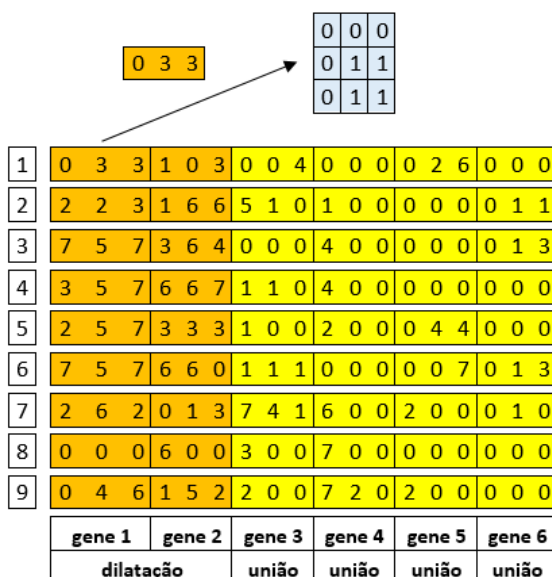 0 0 0
0 3 3 0 1 1
0 1 1
1 0 3 3 1 0 3 0 0 4 0 0 0 0 2 6 0 0 0
2 2 2 3 1 6 6 5 1 0 1 0 0 0 0 0 0 1 1
3 7 5 7 3 6 4 0 0 0 4 0 0 0 0 0 0 1 3
4 3 5 7 6 6 7 1 1 0 4 0 0 0 0 0 0 0 0
5 2 5 7 3 3 3 1 0 0 2 0 0 0 4 4 0 0 0
6 7 5 7 6 6 0 1 1 1 0 0 0 0 0 7 0 1 3
7 2 6 2 0 1 3 7 4 1 6 0 0 2 0 0 0 1 0
8 0 0 0 6 0 0 3 0 0 7 0 0 0 0 0 0 0 0
9 0 4 6 1 5 2 2 0 0 7 2 0 2 0 0 0 0 0
gene 1 gene 2 gene 3 gene 4 gene 5 gene 6
dilatação união união união união